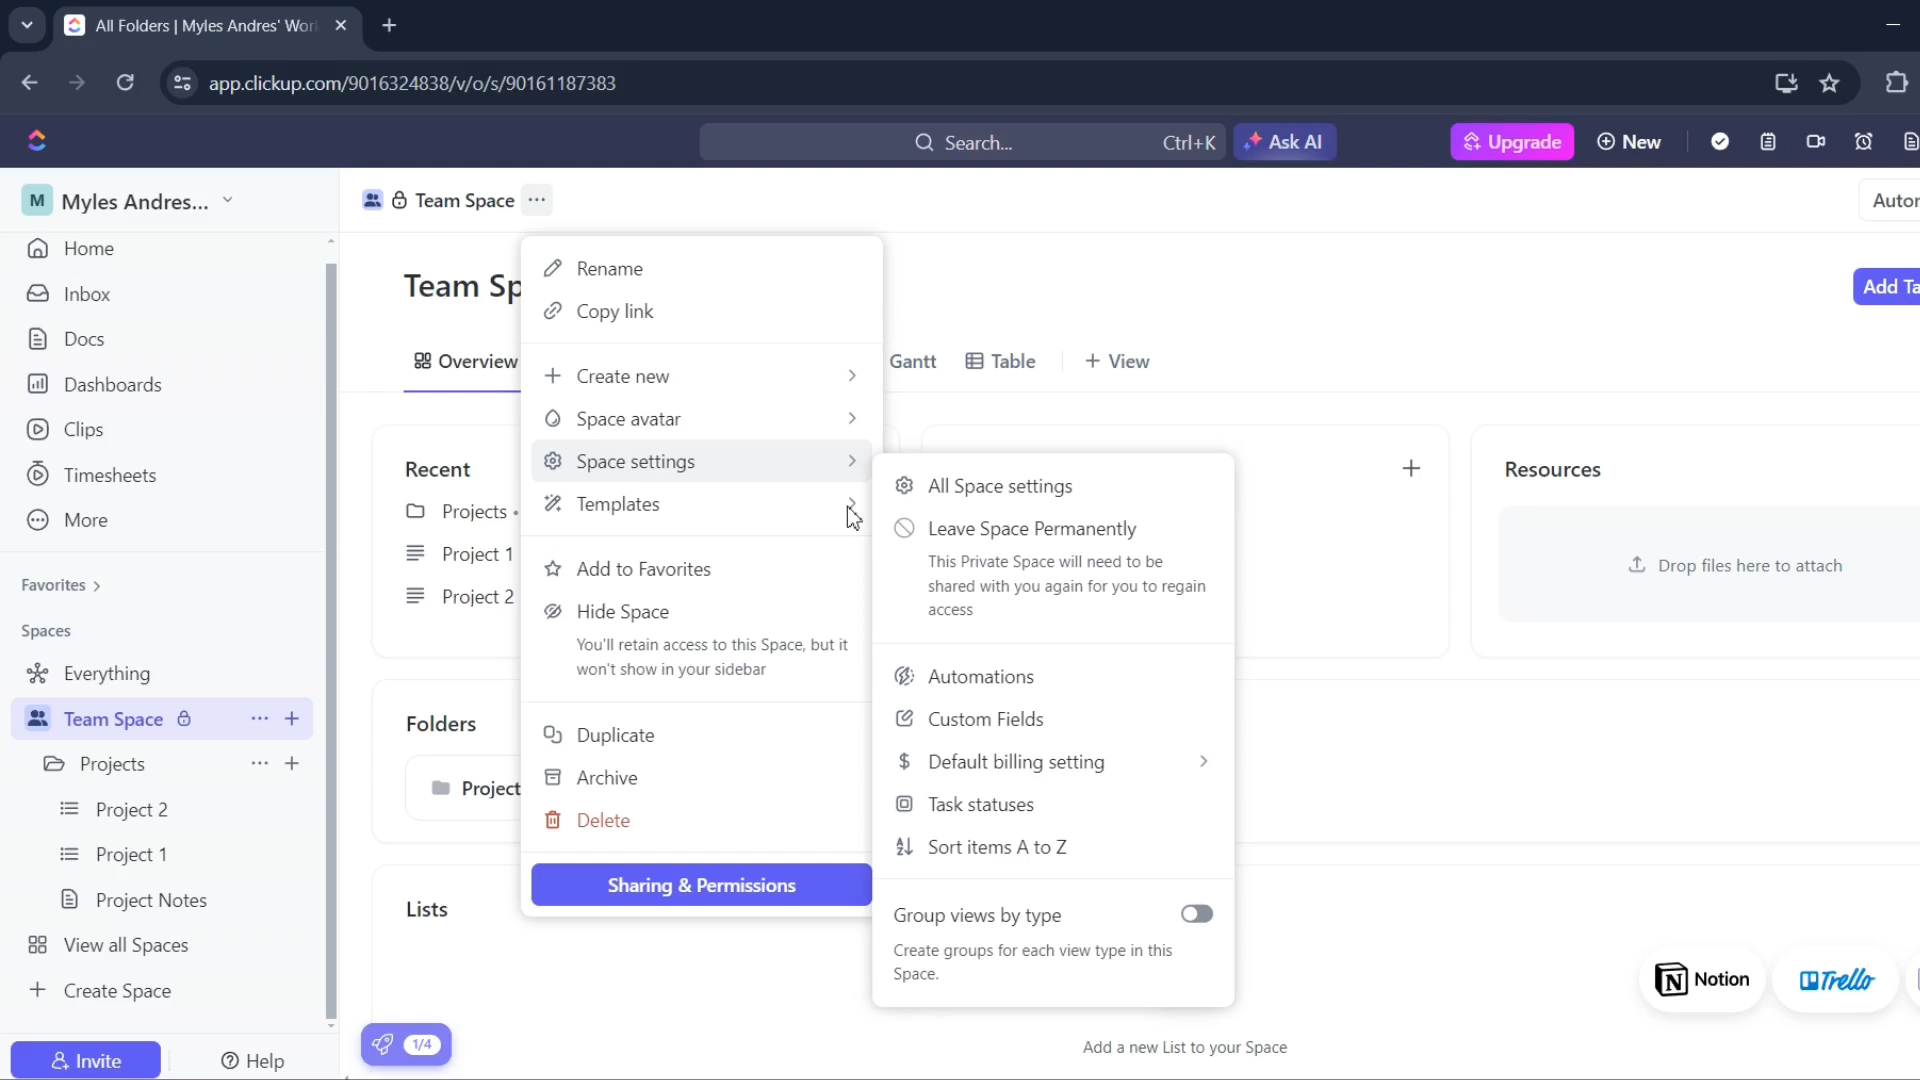 All Folders | Myles Andres' Wor
app.clickup.com/9016324838/v/o/s/90161187383
Search...
Ctrl+K
Ask AI
Upgrade
New
M
Myles Andres...
Home
Inbox
Docs
Dashboards
Clips
Timesheets
More
Favorites
Spaces
Everything
Team Space
Projects
Project 2
Project 1
Project Notes
View all Spaces
Create Space
Invite
Help
Team Space
Autor
Team Sp
Add Ta
Overview
Gantt
Table
View
Recent
Projects •
Project 1
Project 2
Resources
Drop files here to attach
Folders
Project
Lists
Add a new List to your Space
1/4
Notion
Trello
Rename
Copy link
Create new
Space avatar
Space settings
Templates
Add to Favorites
Hide Space
You'll retain access to this Space, but it
won't show in your sidebar
Duplicate
Archive
Delete
Sharing & Permissions
All Space settings
Leave Space Permanently
This Private Space will need to be
shared with you again for you to regain
access
Automations
Custom Fields
Default billing setting
Task statuses
Sort items A to Z
Group views by type
Create groups for each view type in this
Space.